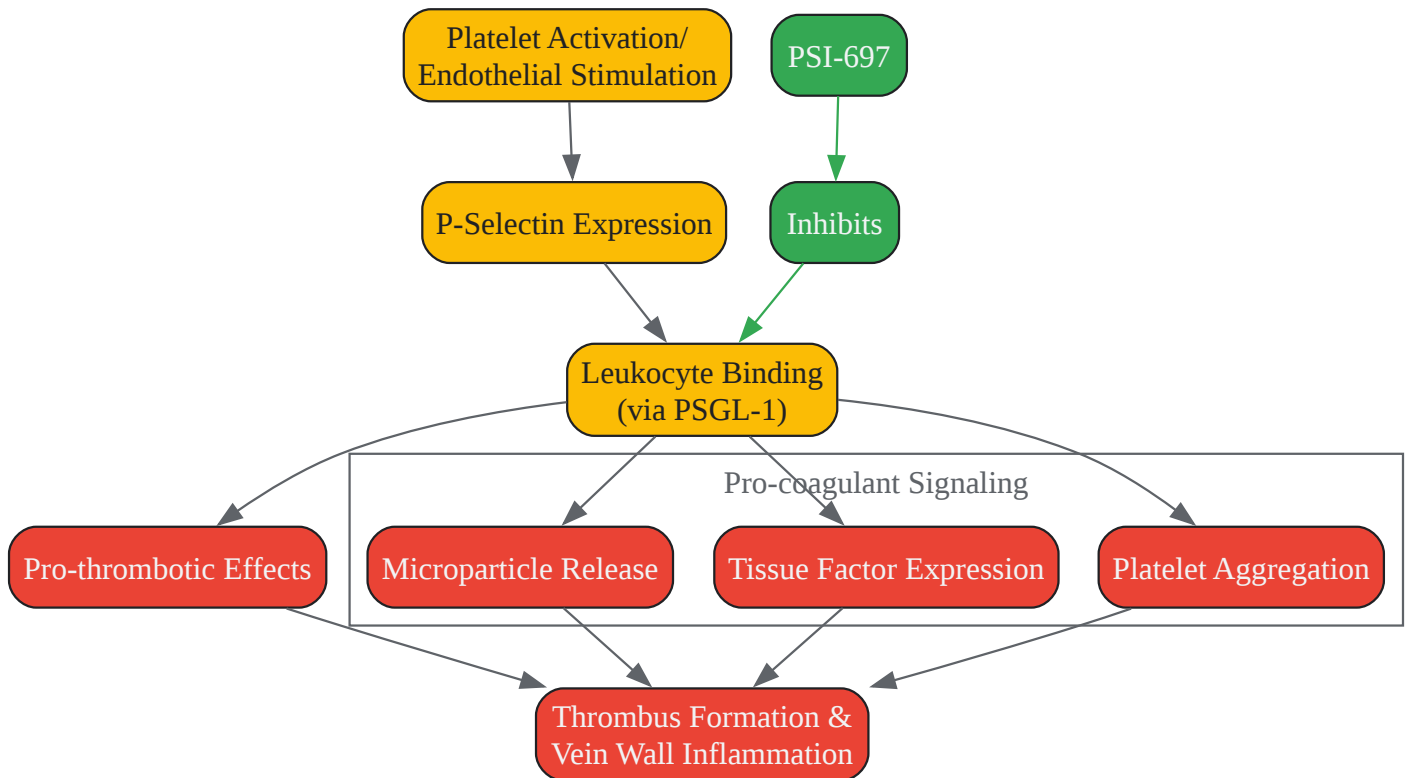 Platelet Activation/
Endothelial Stimulation
PSI-697
P-Selectin Expression
Inhibits
Leukocyte Binding
(via PSGL-1)
Pro-coagulant Signaling
Pro-thrombotic Effects
Microparticle Release
Tissue Factor Expression
Platelet Aggregation
Thrombus Formation &
Vein Wall Inflammation